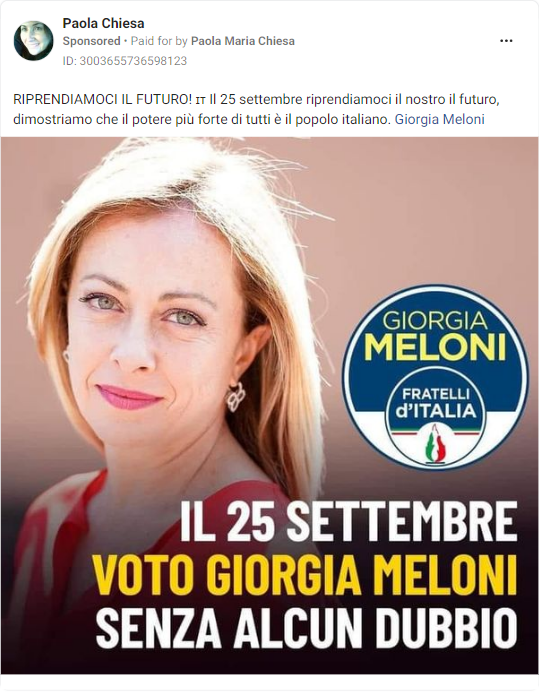 Paola Chiesa
Sponsored • Paid for by Paola Maria Chiesa
ID: 3003655736598123
RIPRENDIAMOCI IL FUTURO! ɪᴛ Il 25 settembre riprendiamoci il nostro il futuro,
dimostriamo che il potere più forte di tutti è il popolo italiano. Giorgia Meloni
GIORGIA
MELONI
FRATELLI
d'ITALIA
IL 25 SETTEMBRE
VOTO GIORGIA MELONI
SENZA ALCUN DUBBIO